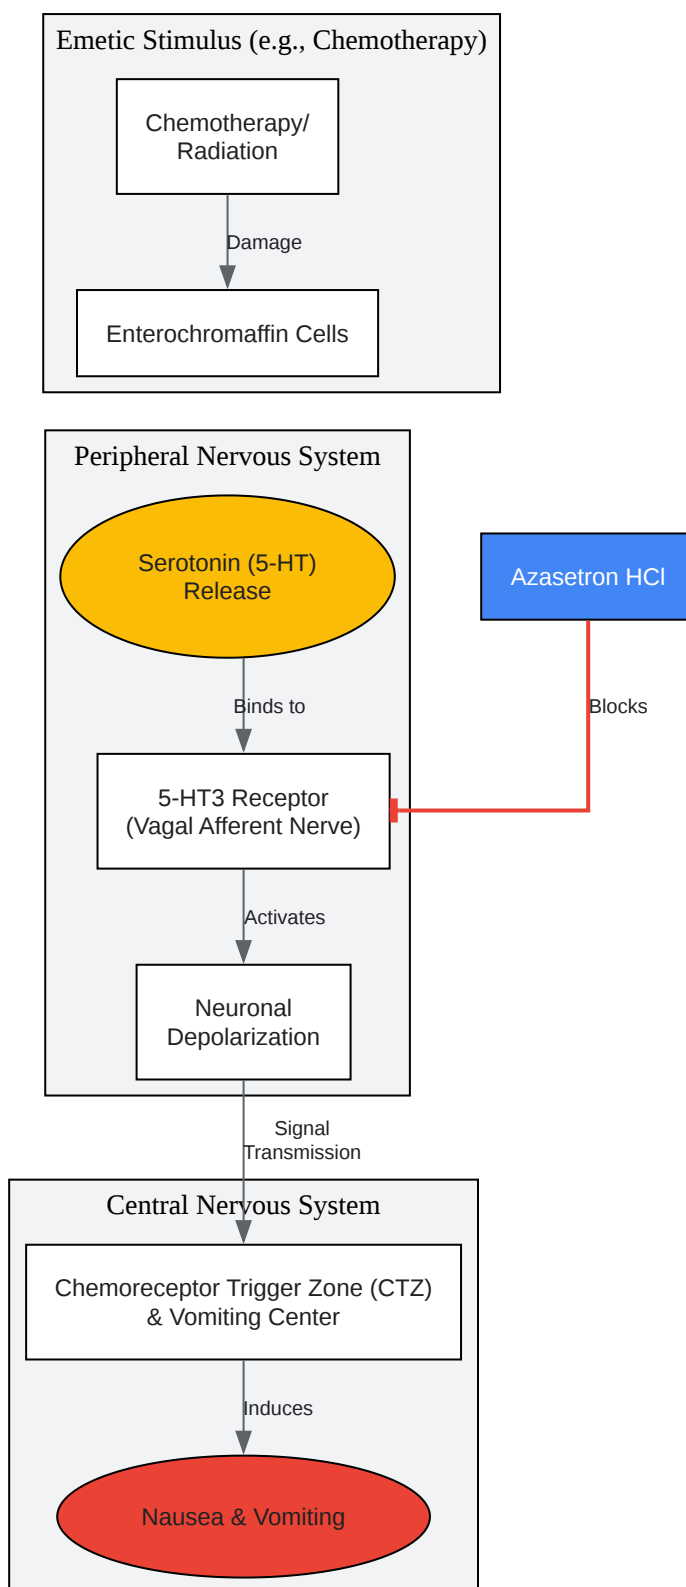 Emetic Stimulus (e.g., Chemotherapy)
Chemotherapy/
Radiation
Damage
Enterochromaffin Cells
Peripheral Nervous System
Serotonin (5-HT)
Release
Azasetron HCl
Binds to
Blocks
5-HT3 Receptor
(Vagal Afferent Nerve)
Activates
Neuronal
Depolarization
Signal
Transmission
Central Nervous System
Chemoreceptor Trigger Zone (CTZ)
& Vomiting Center
Induces
Nausea & Vomiting